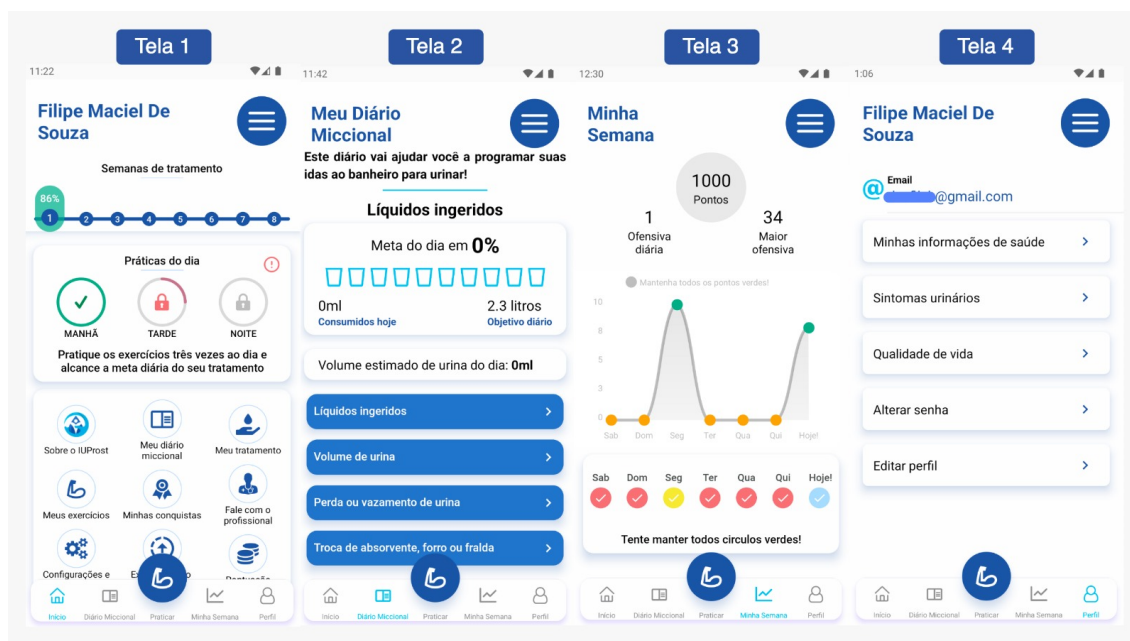 Tela 1
11:22
Filipe Maciel De
Souza
Semanas de tratamento
86%
1 2 3 4 5 6 7 8
Práticas do dia
MANHÃ TARDE NOITE
Pratique os exercícios três vezes ao dia e
alcance a meta diária do seu tratamento
Sobre o IUProst
Meu diário
miccional
Meu tratamento
Meus exercícios
Minhas conquistas
Fale com o
profissional
Configurações e
Início Diário Miccional Praticar Minha Semana Perfil
Tela 2
11:42
Meu Diário
Miccional
Este diário vai ajudar você a programar suas
idas ao banheiro para urinar!
Líquidos ingeridos
Meta do dia em 0%
0ml 2.3 litros
Consumidos hoje Objetivo diário
Volume estimado de urina do dia: 0ml
Líquidos ingeridos
Volume de urina
Perda ou vazamento de urina
Troca de absorvente, forro ou fralda
Início Diário Miccional Praticar Minha Semana Perfil
Tela 3
12:30
Minha
Semana
1000
Pontos
1
Ofensiva
diária
34
Maior
ofensiva
Mantenha todos os pontos verdes!
10
8
5
3
0
Sab Dom Seg Ter Qua Qui Hoje!
Sab Dom Seg Ter Qua Qui Hoje!
Tente manter todos circulos verdes!
Início Diário Miccional Praticar Minha Semana Perfil
Tela 4
1:06
Filipe Maciel De
Souza
@ Email
@gmail.com
Minhas informações de saúde
Sintomas urinários
Qualidade de vida
Alterar senha
Editar perfil
Início Diário Miccional Praticar Minha Semana Perfil